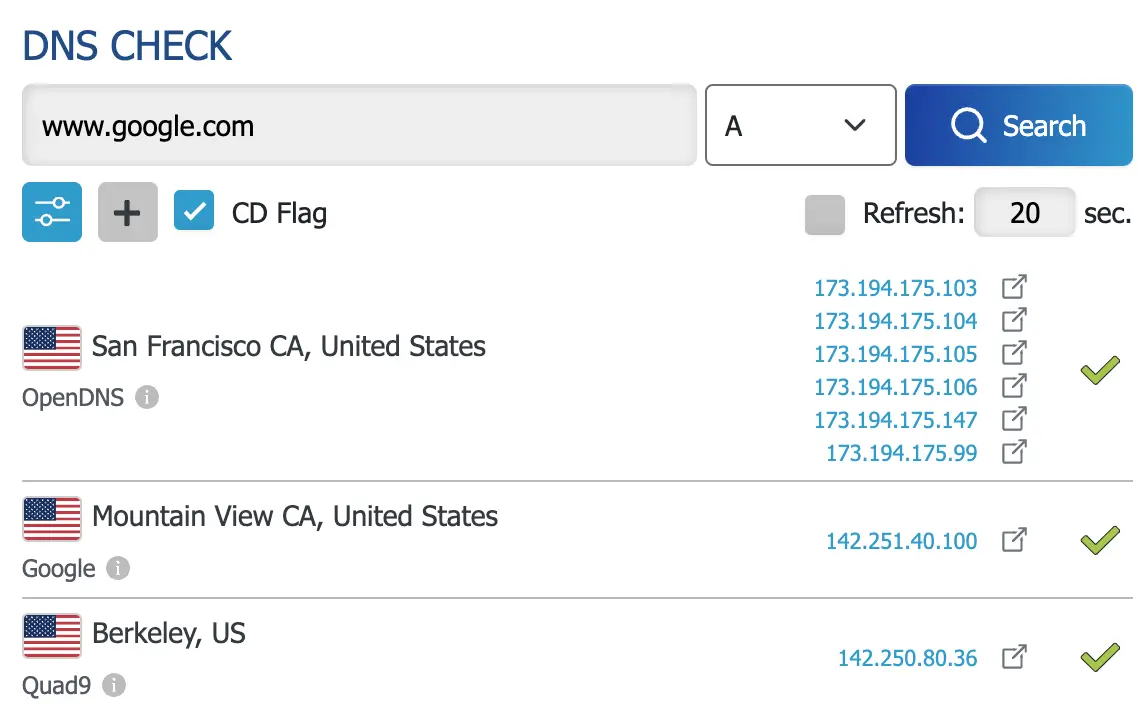 DNS CHECK
www.google.com
A
Search
CD Flag
Refresh: 20 sec.
San Francisco CA, United States
OpenDNS
173.194.175.103
173.194.175.104
173.194.175.105
173.194.175.106
173.194.175.147
173.194.175.99
Mountain View CA, United States
Google
142.251.40.100
Berkeley, US
Quad9
142.250.80.36